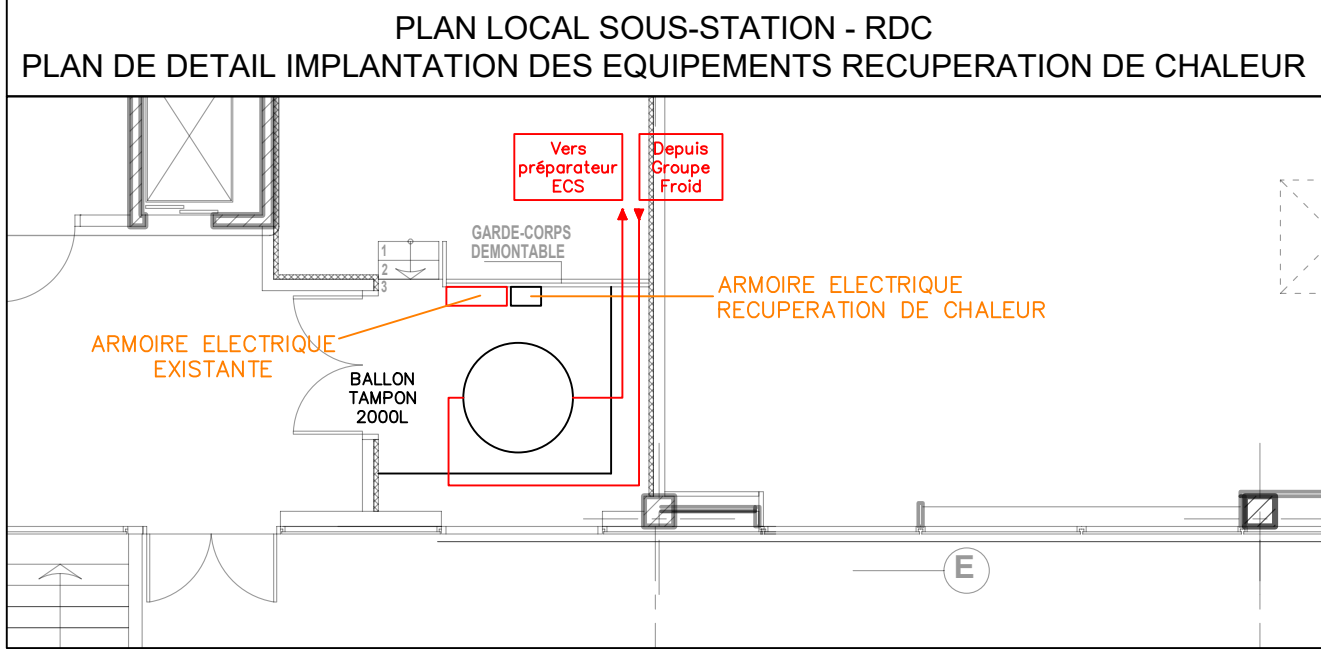 PLAN LOCAL SOUS-STATION - RDC
PLAN DE DETAIL IMPLANTATION DES EQUIPEMENTS RECUPERATION DE CHALEUR
Vers
préparateur
ECS
Depuis
Groupe
Froid
GARDE-CORPS
DEMONTABLE
1
2
3
ARMOIRE ELECTRIQUE
RECUPERATION DE CHALEUR
ARMOIRE ELECTRIQUE
EXISTANTE
BALLON
TAMPON
2000L
E